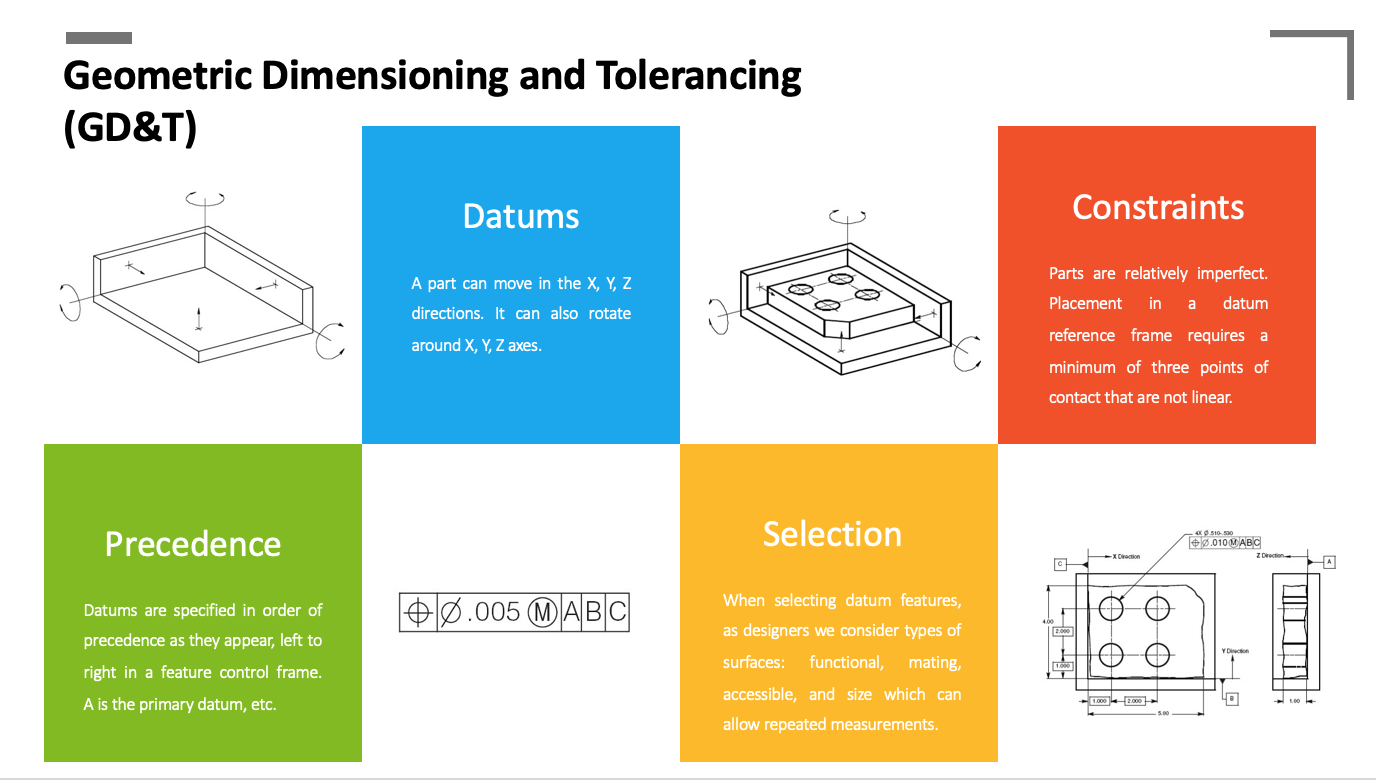 Geometric Dimensioning and Tolerancing
(GD&T)
Datums
A part can move in the X, Y, Z
directions. It can also rotate
around X, Y, Z axes.
Constraints
Parts are relatively imperfect.
Placement in a datum
reference frame requires a
minimum of three points of
contact that are not linear.
Precedence
Datums are specified in order of
precedence as they appear, left to
right in a feature control frame.
A is the primary datum, etc.
⌖ ⌀ .005 Ⓜ A B C
Selection
When selecting datum features,
as designers we consider types of
surfaces: functional, mating,
accessible, and size which can
allow repeated measurements.
4X ⌀ .510-.530
⌖ ⌀ .010 Ⓜ A B C
C
X Direction
Z Direction
A
4.00
2.000
1.000
Y Direction
B
1.000
2.000
5.00
1.00